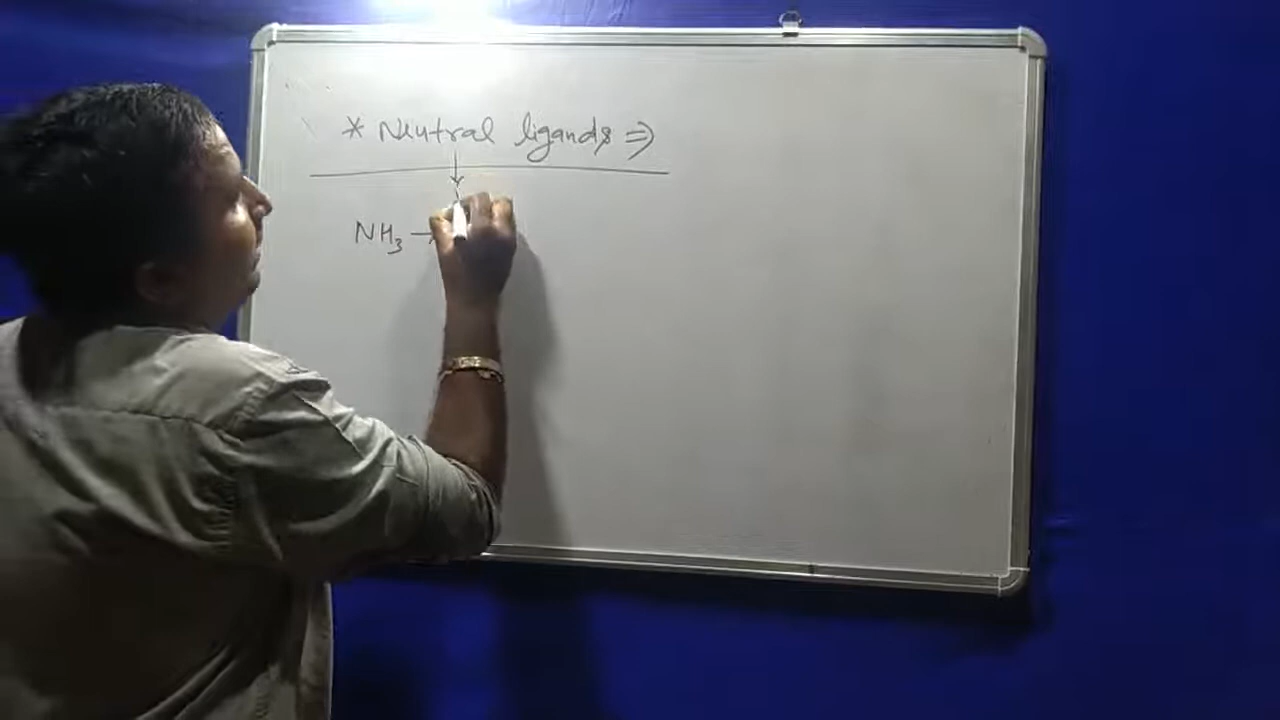 * Neutral ligands ⇒
NH₃ →